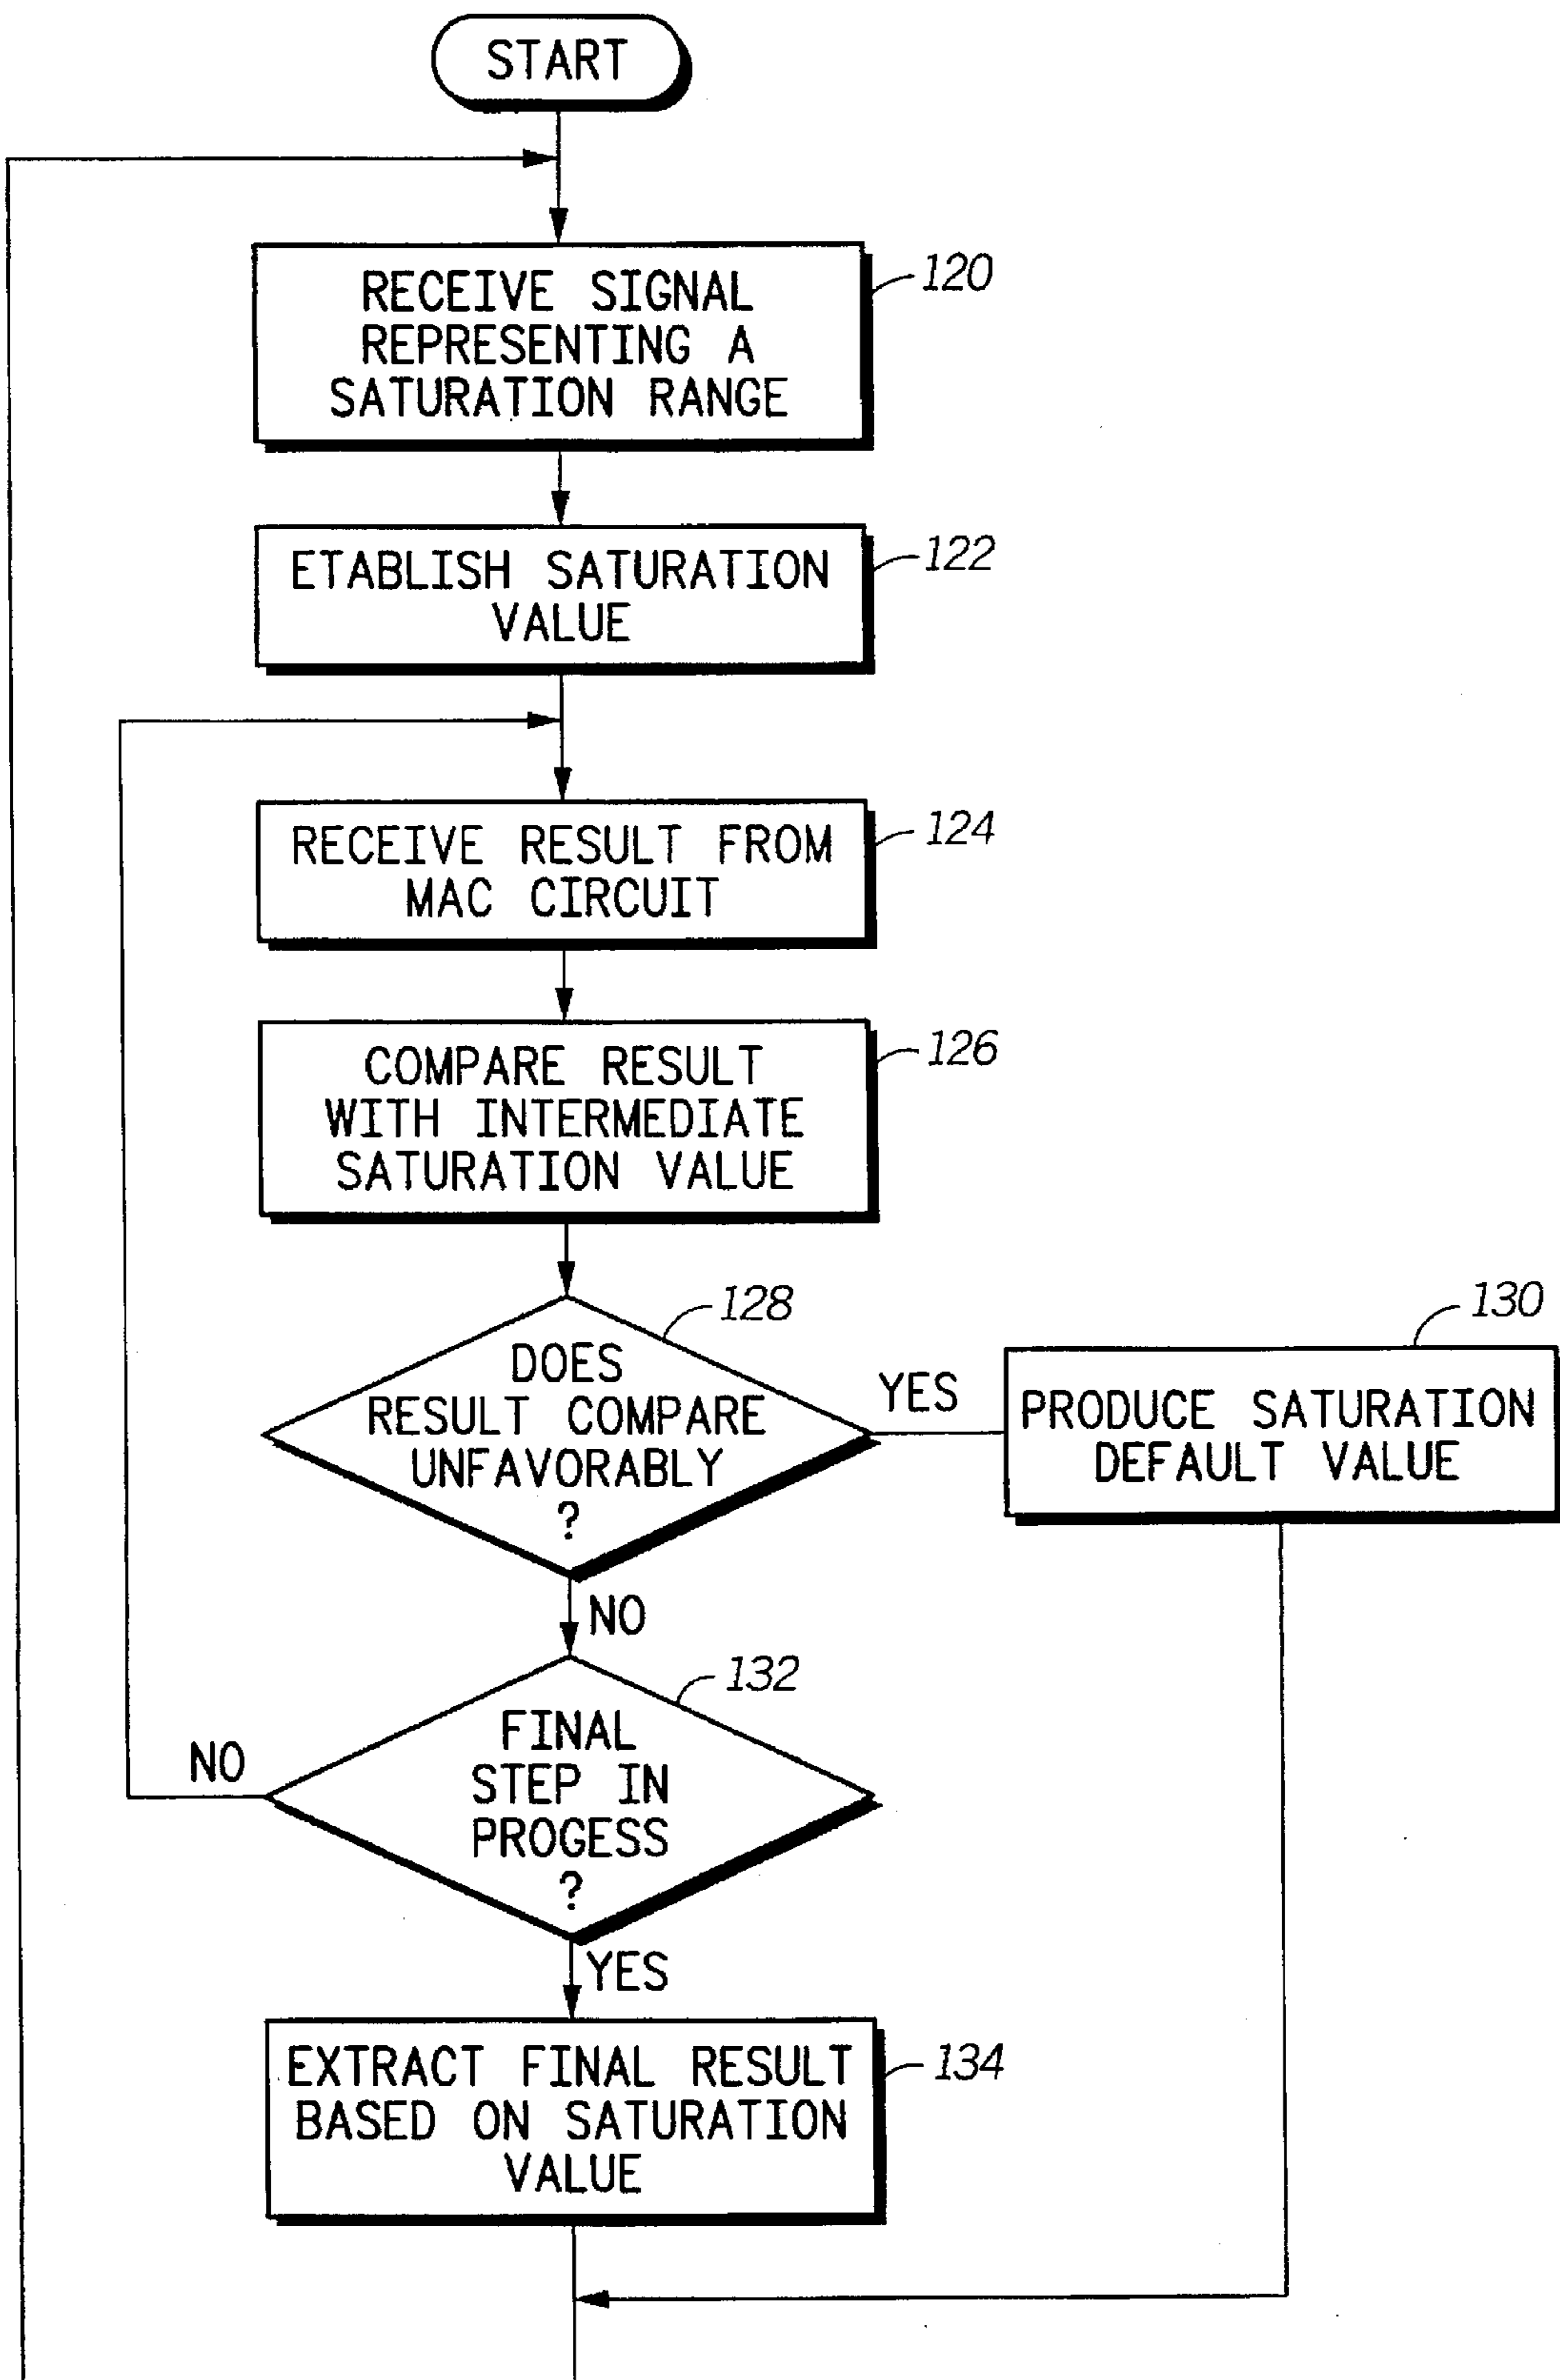 START
RECEIVE SIGNAL
REPRESENTING A
SATURATION RANGE
120
ETABLISH SATURATION
VALUE
122
RECEIVE RESULT FROM
MAC CIRCUIT
124
COMPARE RESULT
WITH INTERMEDIATE
SATURATION VALUE
126
DOES
RESULT COMPARE
UNFAVORABLY
?
128
YES
PRODUCE SATURATION
DEFAULT VALUE
130
NO
FINAL
STEP IN
PROGESS
?
132
NO
YES
EXTRACT FINAL RESULT
BASED ON SATURATION
VALUE
134